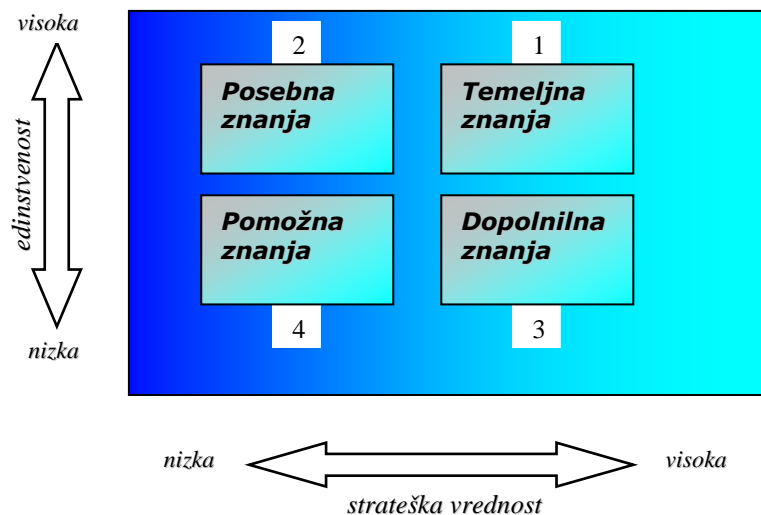 visoka
2
1
Posebna
znanja
Temeljna
znanja
edinstvenost
Pomožna
znanja
Dopolnilna
znanja
4
3
nizka
nizka
visoka
strateška vrednost